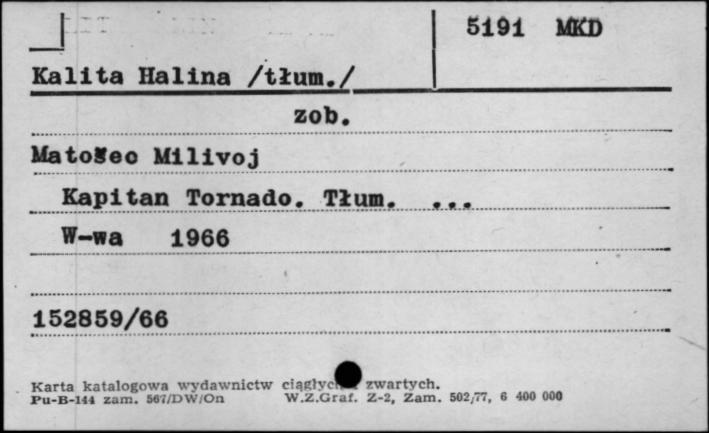 5191 MKD
Kalita Halina /tłum./
zob.
Matošec Milivoj
Kapitan Tornado. Tłum. ...
W-wa 1966
152859/66
Karta katalogowa wydawnictw zwartych.
Pu-B-144 zam. 567/DW/On W.Z.Graf. Z-2, Zam. 502/77, 6 400 000